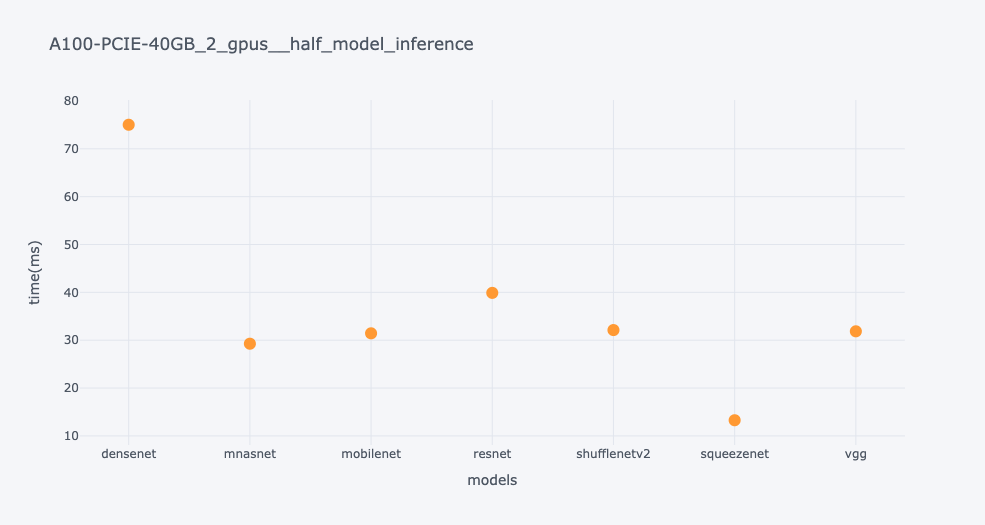 A100-PCIE-40GB_2_gpus__half_model_inference
80
70
60
50
40
30
20
10
time(ms)
densenet mnasnet mobilenet resnet shufflenetv2 squeezenet vgg
models